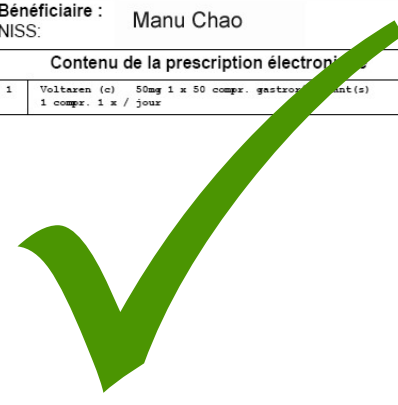 Bénéficiaire :
Manu Chao
NISS:
Contenu de la prescription
1 Voltaren (c) 50mg 1 x 50 compr.
1 compr. 1 x / jour